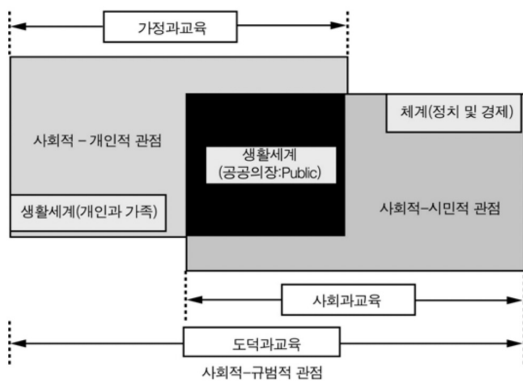 가정과교육
체계(정치 및 경제)
사회적 – 개인적 관점
생활세계
(공공의장:Public)
생활세계(개인과 가족)
사회적–시민적 관점
사회과교육
도덕과교육
사회적–규범적 관점